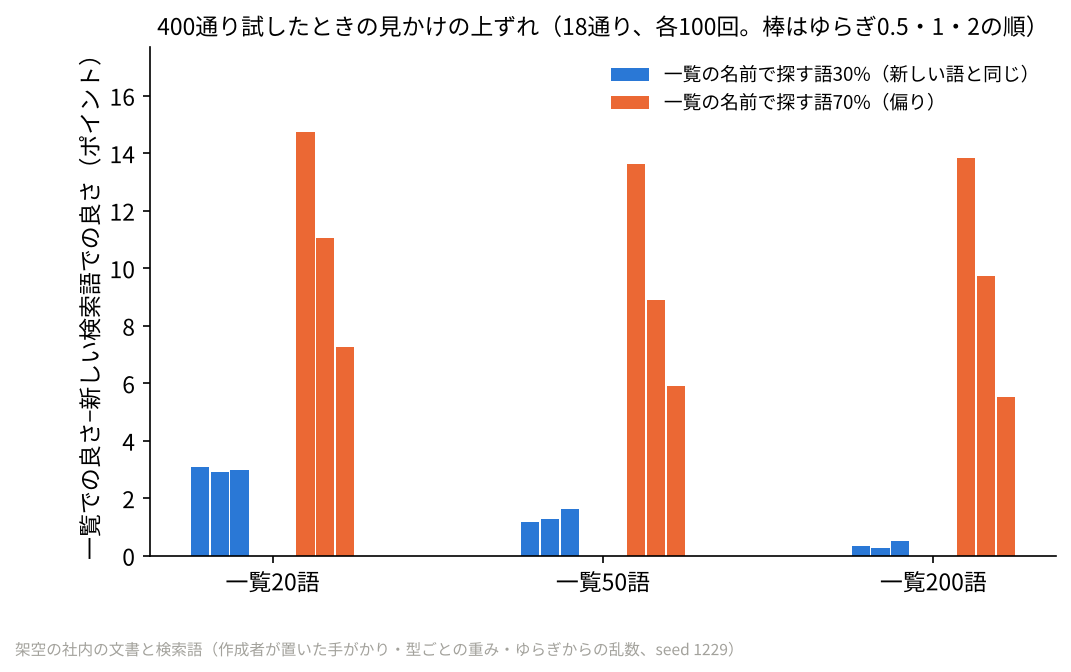 400通り試したときの見かけの上ずれ（18通り、各100回。棒はゆらぎ0.5・1・2の順）
一覧の名前で探す語30%（新しい語と同じ）
一覧の名前で探す語70%（偏り）
一覧での良さ−新しい検索語での良さ（ポイント）
16
14
12
10
8
6
4
2
0
一覧20語
一覧50語
一覧200語
架空の社内の文書と検索語（作成者が置いた手がかり・型ごとの重み・ゆらぎからの乱数、seed 1229）